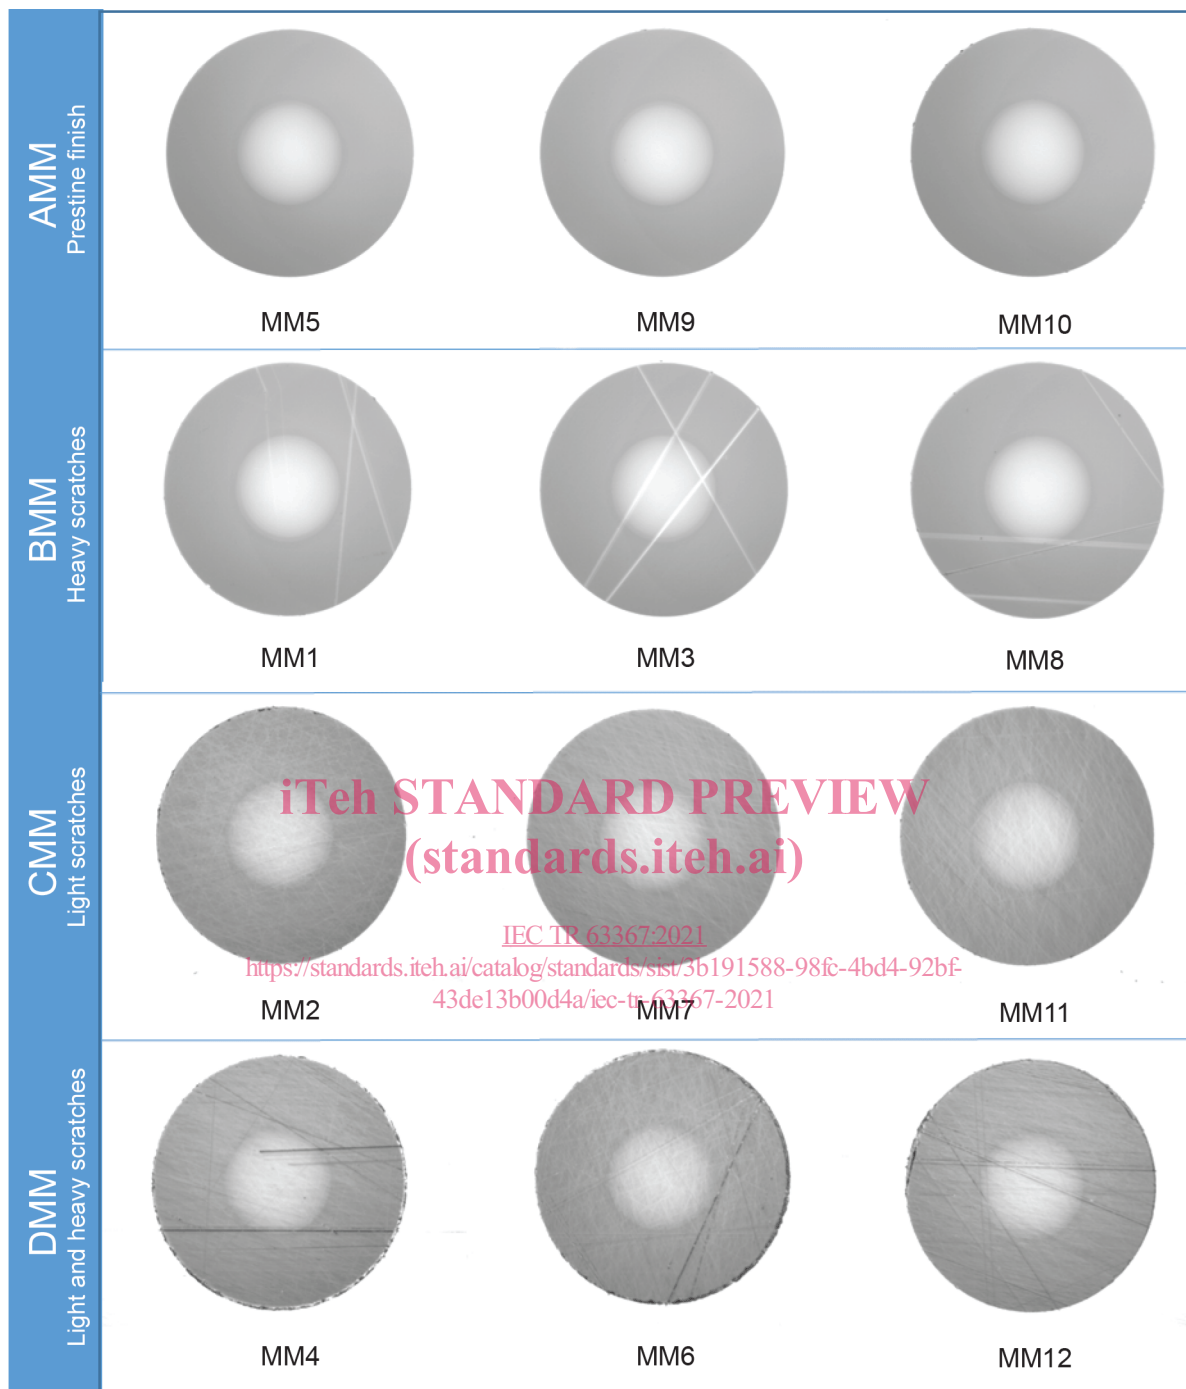 AMM
Prestine finish
MM5
MM9
MM10
BMM
Heavy scratches
MM1
MM3
MM8
CMM
Light scratches
iTeh STANDARD PREVIEW
(standards.iteh.ai)
IEC TR 63367:2021
https://standards.iteh.ai/catalog/standards/sist/3b191588-98fc-4bd4-92bf-
43de13b00d4a/iec-tr-63367-2021
MM2
MM7
MM11
DMM
Light and heavy scratches
MM4
MM6
MM12